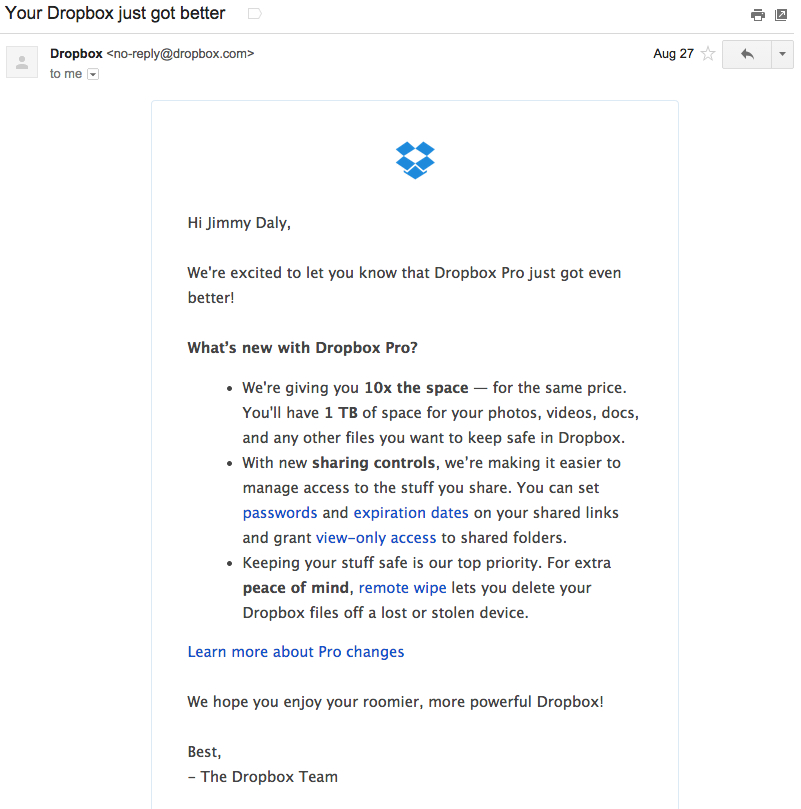 Your Dropbox just got better
Dropbox <no-reply@dropbox.com>
Aug 27
to me
Hi Jimmy Daly,
We're excited to let you know that Dropbox Pro just got even
better!
What’s new with Dropbox Pro?
• We're giving you 10x the space — for the same price.
You'll have 1 TB of space for your photos, videos, docs,
and any other files you want to keep safe in Dropbox.
• With new sharing controls, we’re making it easier to
manage access to the stuff you share. You can set
passwords and expiration dates on your shared links
and grant view-only access to shared folders.
• Keeping your stuff safe is our top priority. For extra
peace of mind, remote wipe lets you delete your
Dropbox files off a lost or stolen device.
Learn more about Pro changes
We hope you enjoy your roomier, more powerful Dropbox!
Best,
– The Dropbox Team